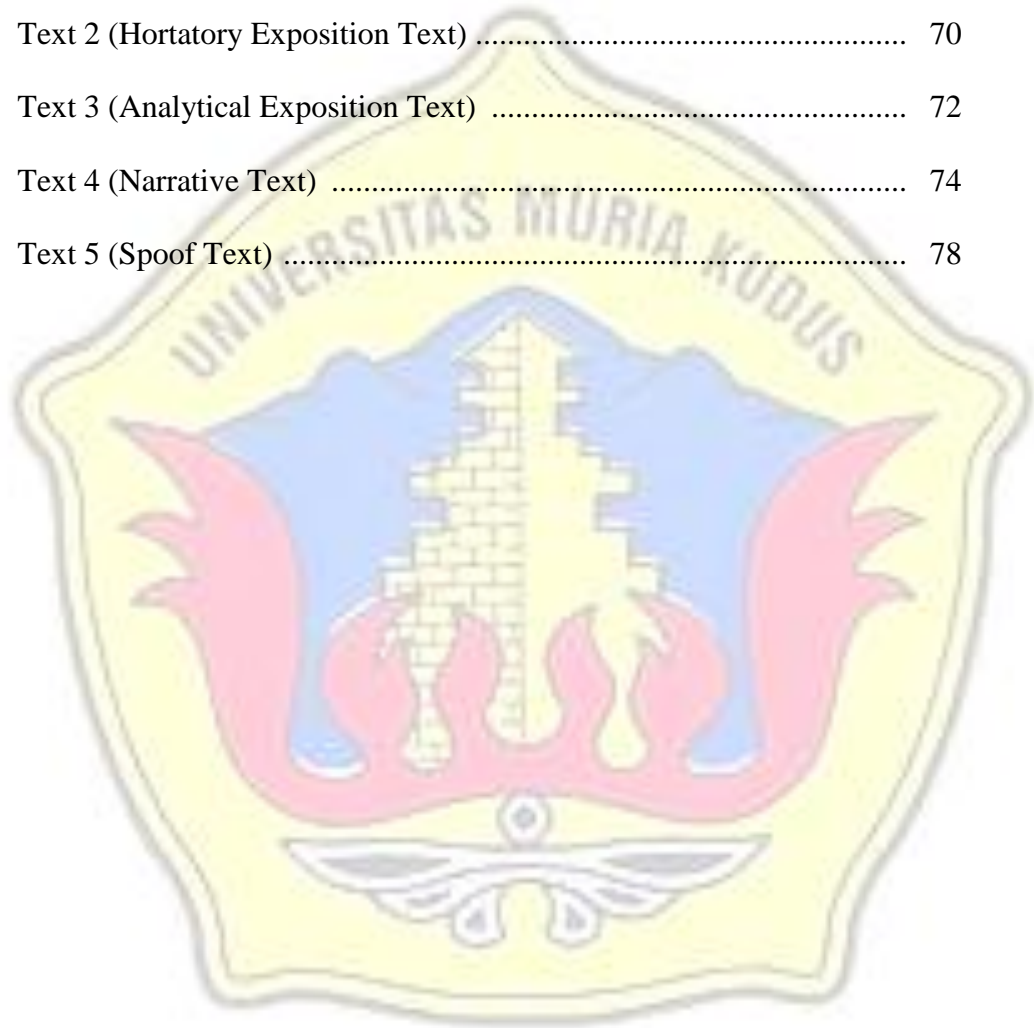 Text 2 (Hortatory Exposition Text) ...................................................... 70
Text 3 (Analytical Exposition Text) .................................................... 72
Text 4 (Narrative Text) ........................................................................ 74
Text 5 (Spoof Text) .............................................................................. 78
UNIVERSITAS MURIA KUDUS